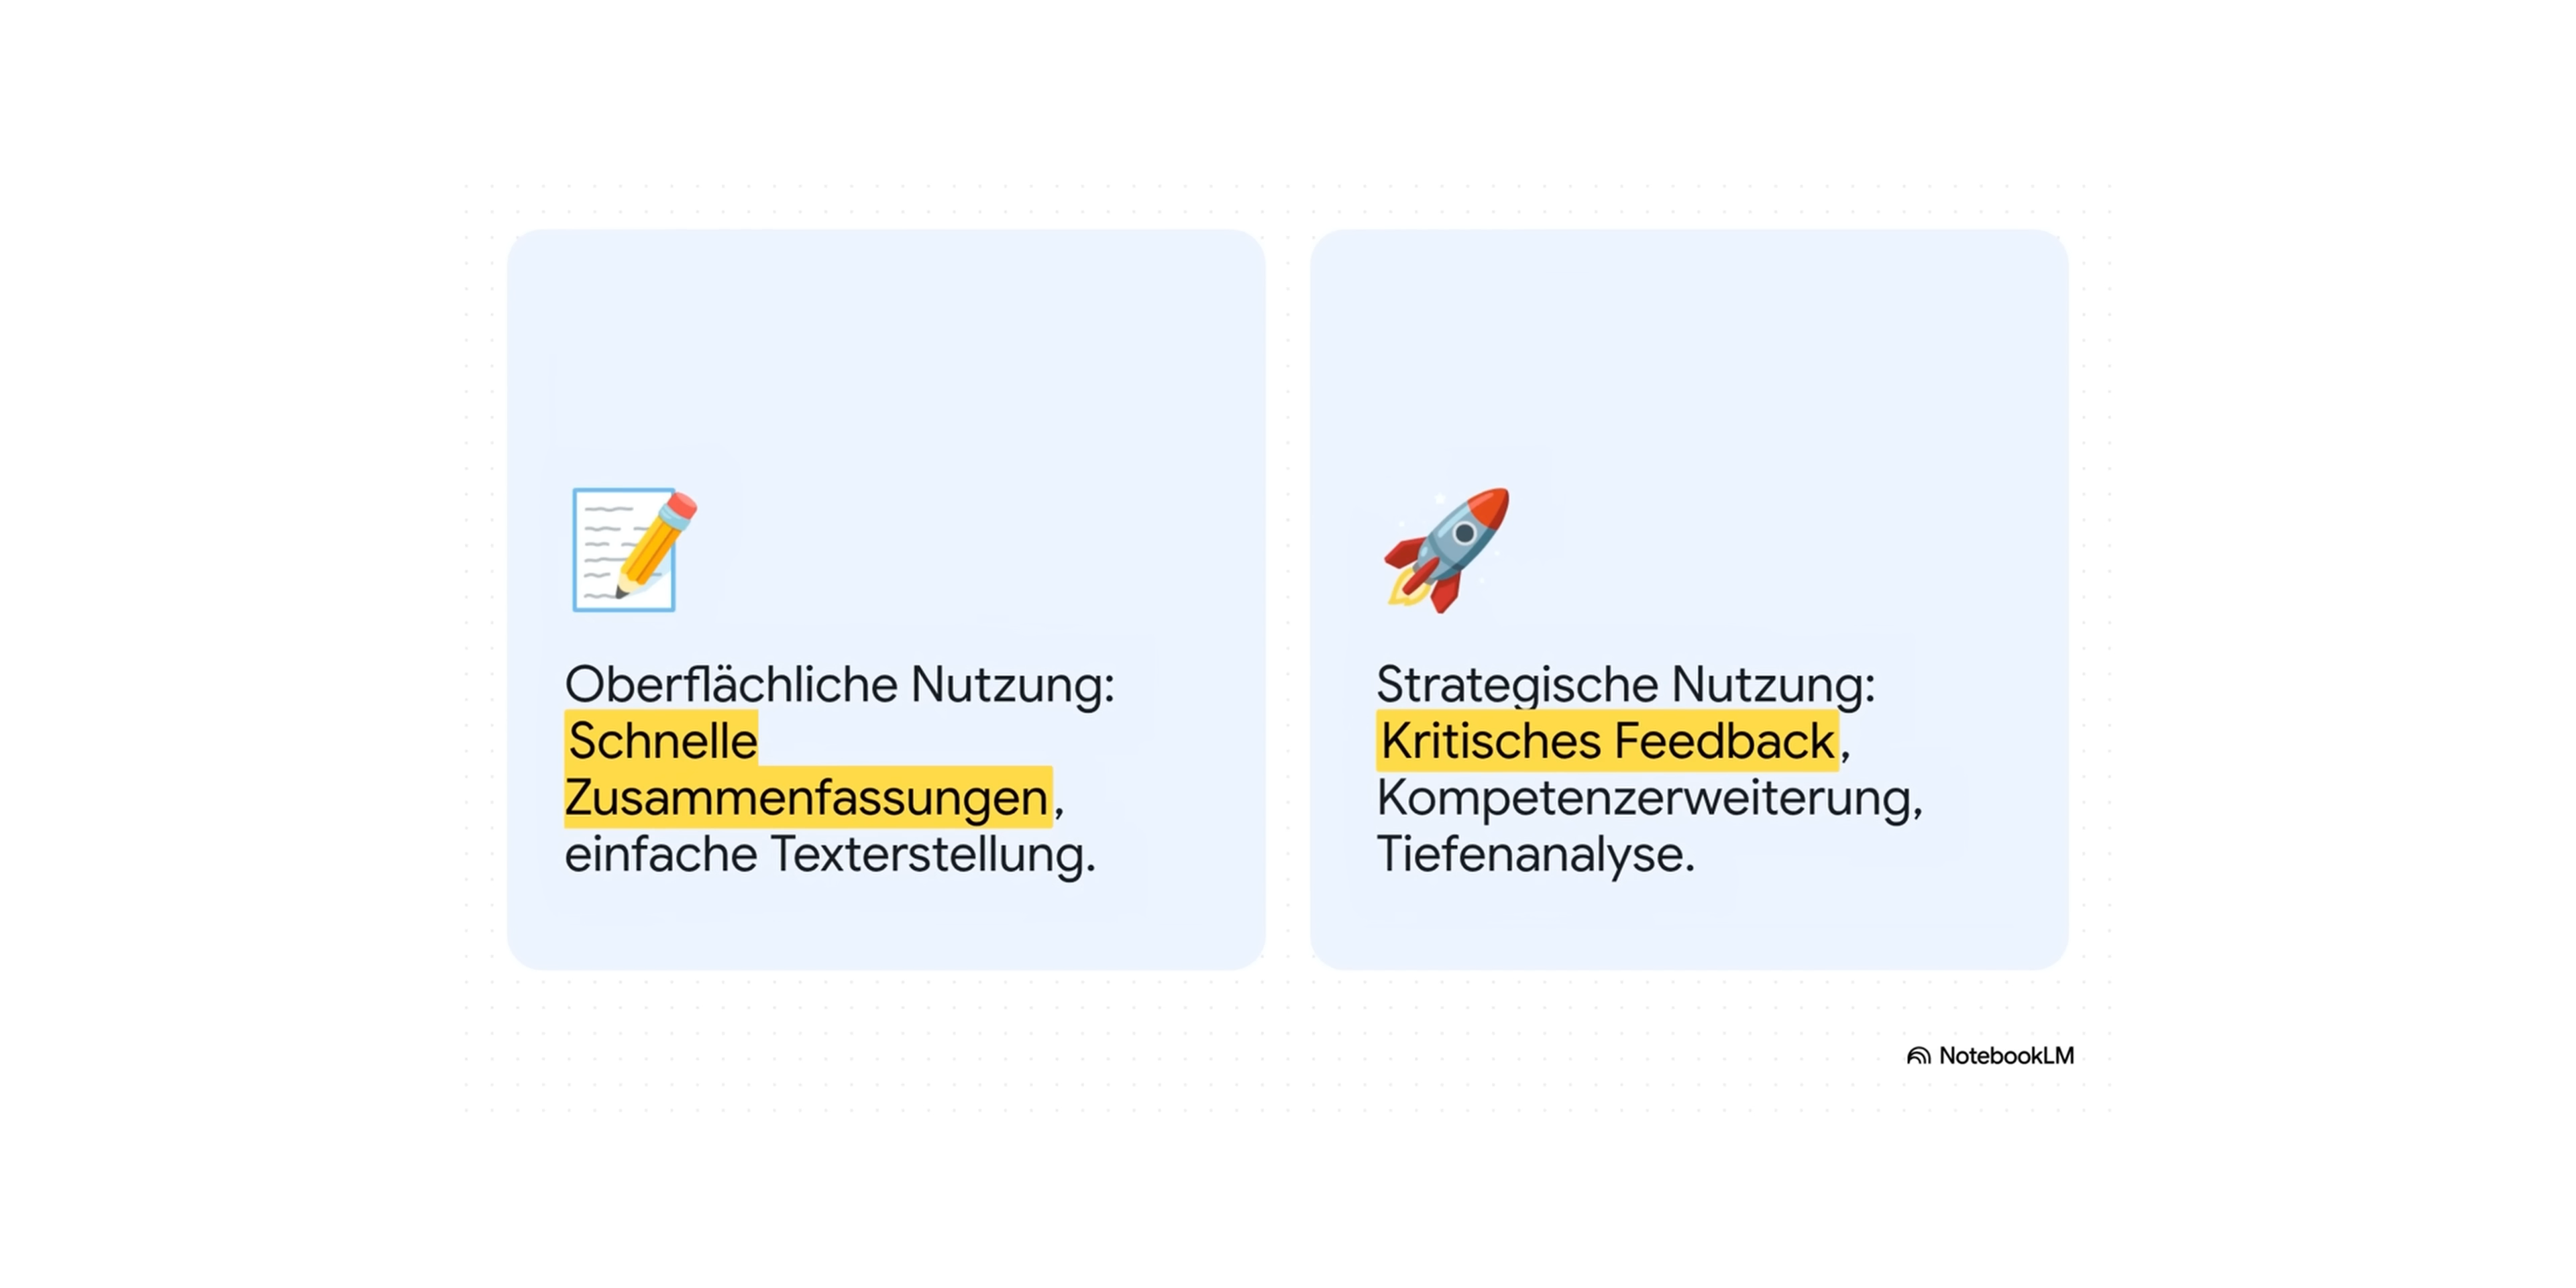 Oberflächliche Nutzung:
Schnelle
Zusammenfassungen,
einfache Texterstellung.
Strategische Nutzung:
Kritisches Feedback,
Kompetenzerweiterung,
Tiefenanalyse.
NotebookLM